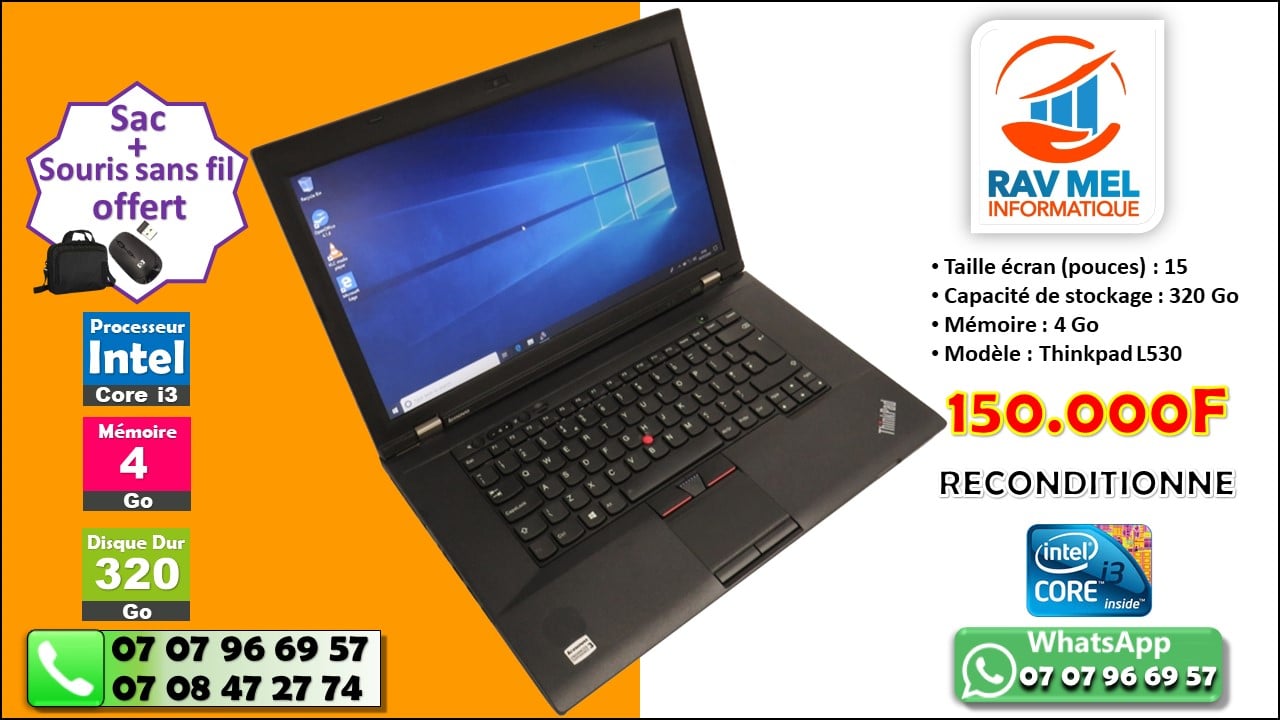 Sac
+
Souris sans fil
offert
Processeur
Intel
Core i3
Mémoire
4
Go
Disque Dur
320
Go
07 07 96 69 57
07 08 47 27 74
ThinkPad
RAV MEL
INFORMATIQUE
• Taille écran (pouces) : 15
• Capacité de stockage : 320 Go
• Mémoire : 4 Go
• Modèle : Thinkpad L530
150.000F
RECONDITIONNE
intel
CORE i3
inside™
WhatsApp
07 07 96 69 57